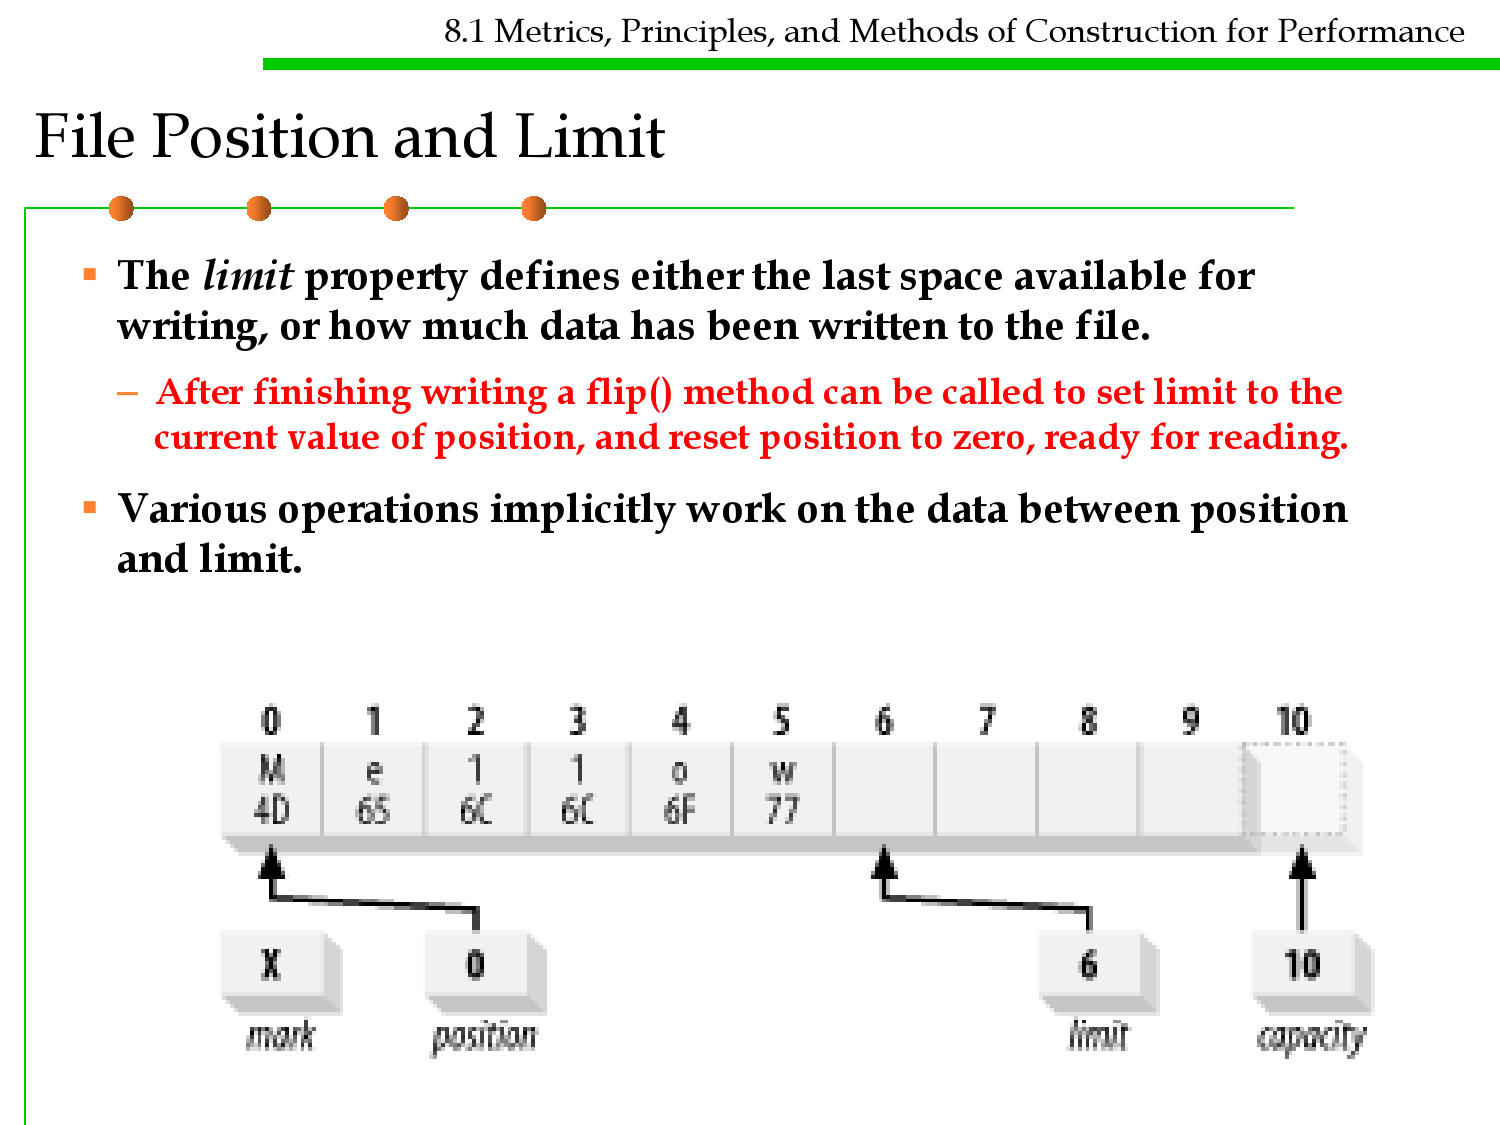 8.1 Metrics, Principles, and Methods of Construction for Performance
File Position and Limit
▪ The limit property defines either the last space available for
writing, or how much data has been written to the file.
– After finishing writing a flip() method can be called to set limit to the
current value of position, and reset position to zero, ready for reading.
▪ Various operations implicitly work on the data between position
and limit.
0 1 2 3 4 5 6 7 8 9 10
M e l l o w
4D 65 6C 6C 6F 77
X 0 6 10
mark position limit capacity